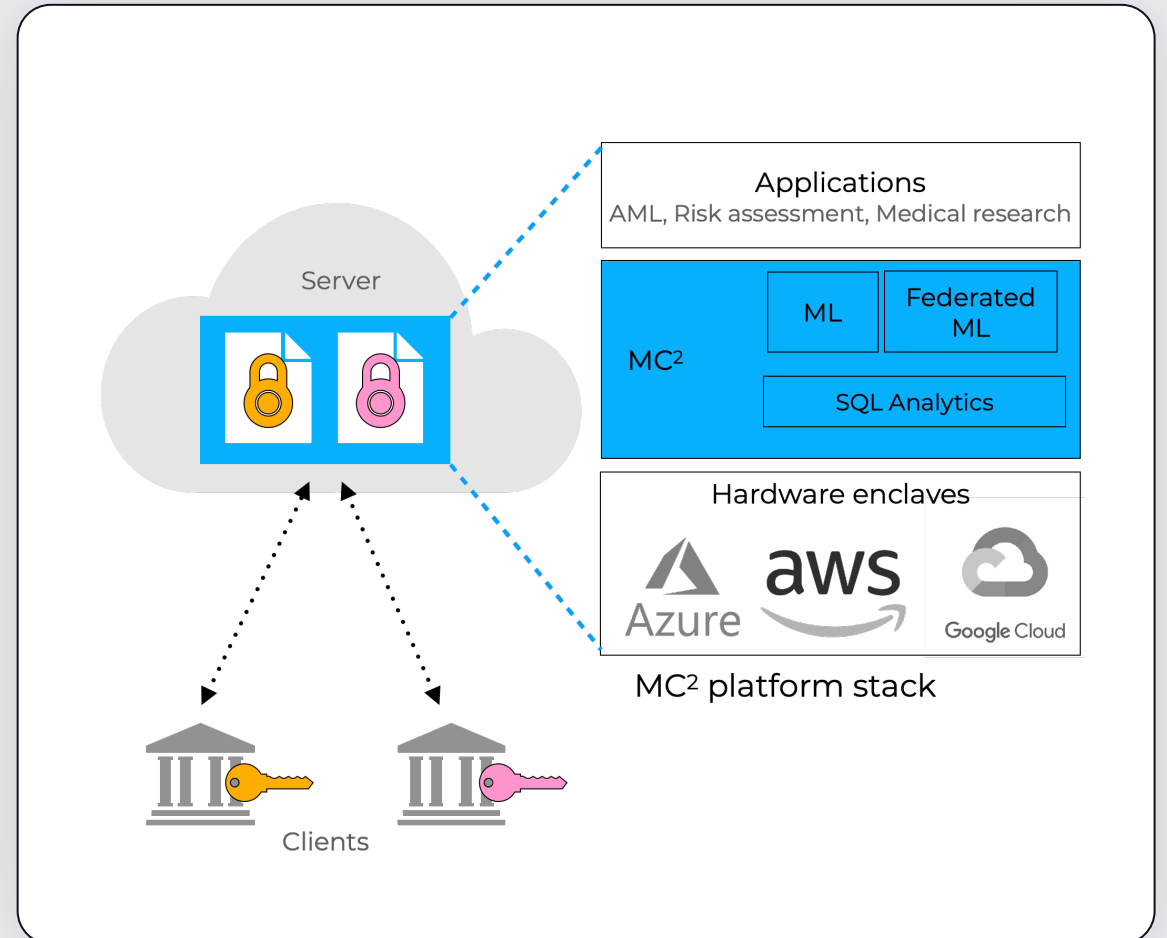 Server
Clients
Applications
AML, Risk assessment, Medical research
MC²
ML
Federated
ML
SQL Analytics
Hardware enclaves
Azure
aws
Google Cloud
MC² platform stack